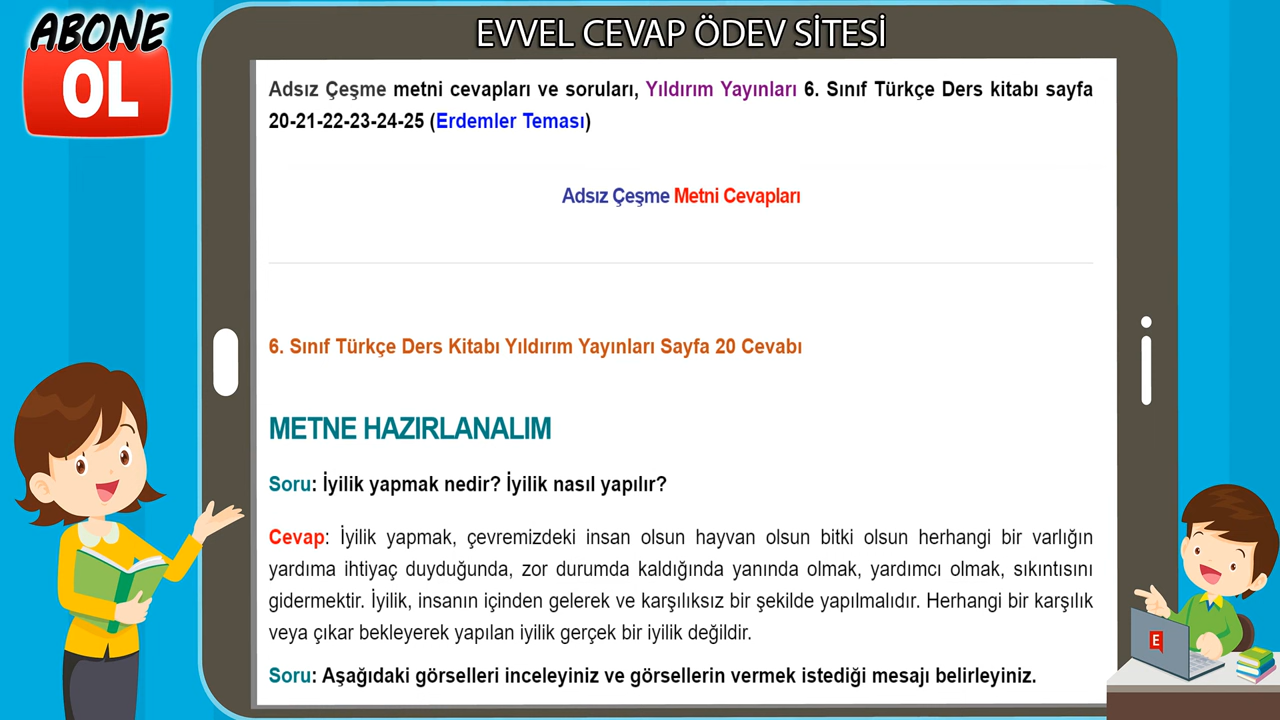 ABONE
OL
EVVEL CEVAP ÖDEV SİTESİ
Adsız Çeşme metni cevapları ve soruları, Yıldırım Yayınları 6. Sınıf Türkçe Ders kitabı sayfa
20-21-22-23-24-25 (Erdemler Teması)
Adsız Çeşme Metni Cevapları
6. Sınıf Türkçe Ders Kitabı Yıldırım Yayınları Sayfa 20 Cevabı
METNE HAZIRLANALIM
Soru: İyilik yapmak nedir? İyilik nasıl yapılır?
Cevap: İyilik yapmak, çevremizdeki insan olsun hayvan olsun bitki olsun herhangi bir varlığın
yardıma ihtiyaç duyduğunda, zor durumda kaldığında yanında olmak, yardımcı olmak, sıkıntısını
gidermektir. İyilik, insanın içinden gelerek ve karşılıksız bir şekilde yapılmalıdır. Herhangi bir karşılık
veya çıkar bekleyerek yapılan iyilik gerçek bir iyilik değildir.
Soru: Aşağıdaki görselleri inceleyiniz ve görsellerin vermek istediği mesajı belirleyiniz.
E